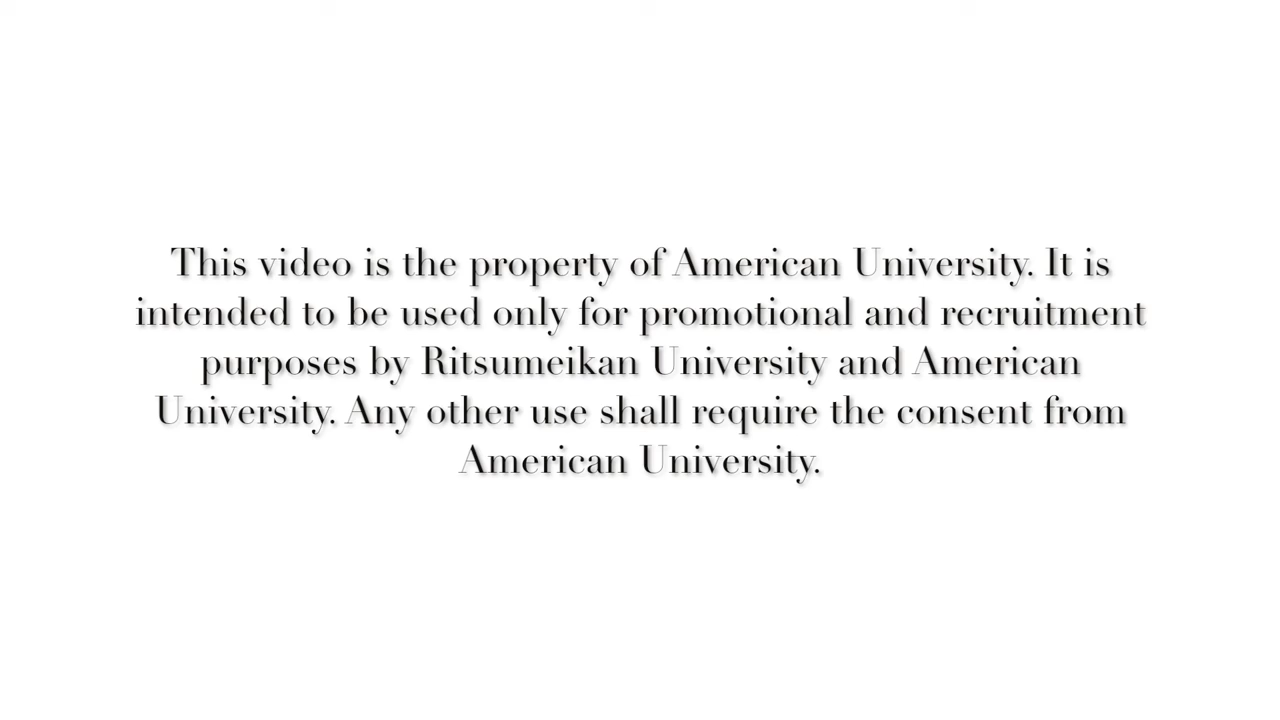 This video is the property of American University. It is
intended to be used only for promotional and recruitment
purposes by Ritsumeikan University and American
University. Any other use shall require the consent from
American University.